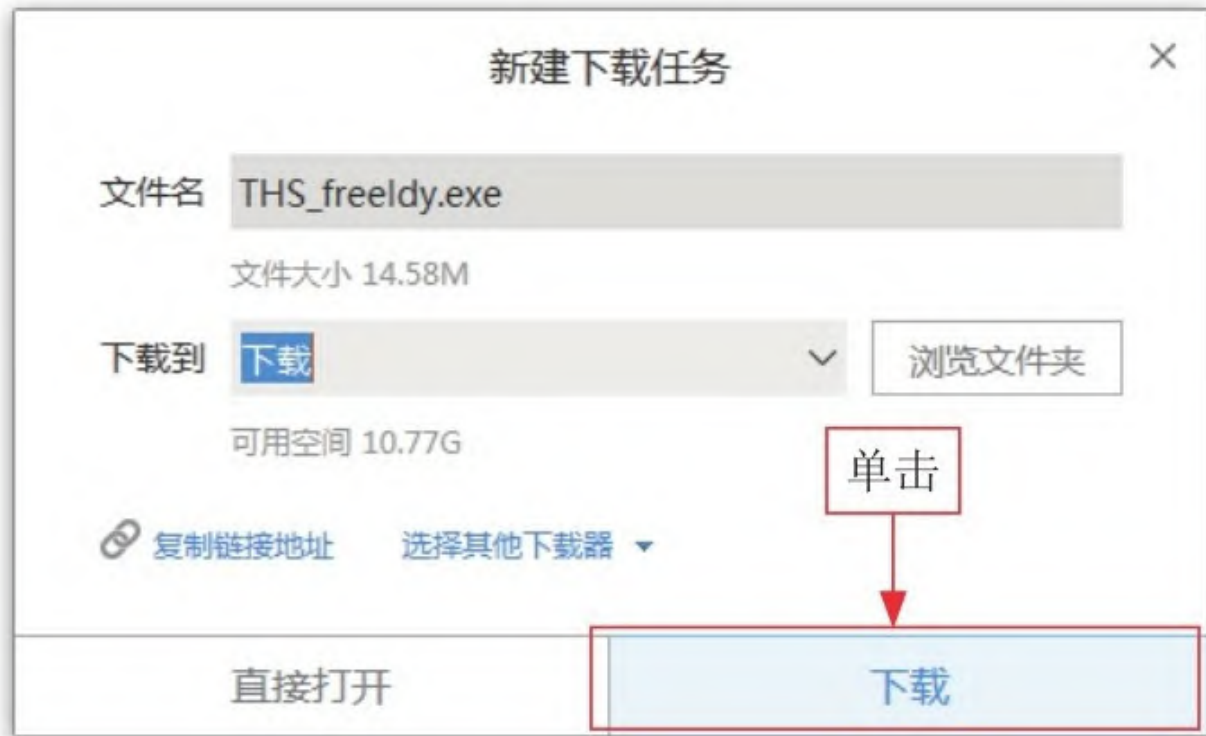 新建下载任务
文件名 THS_freeldy.exe
文件大小 14.58M
下载到 下载 浏览文件夹
可用空间 10.77G
单击
复制链接地址 选择其他下载器
直接打开 下载